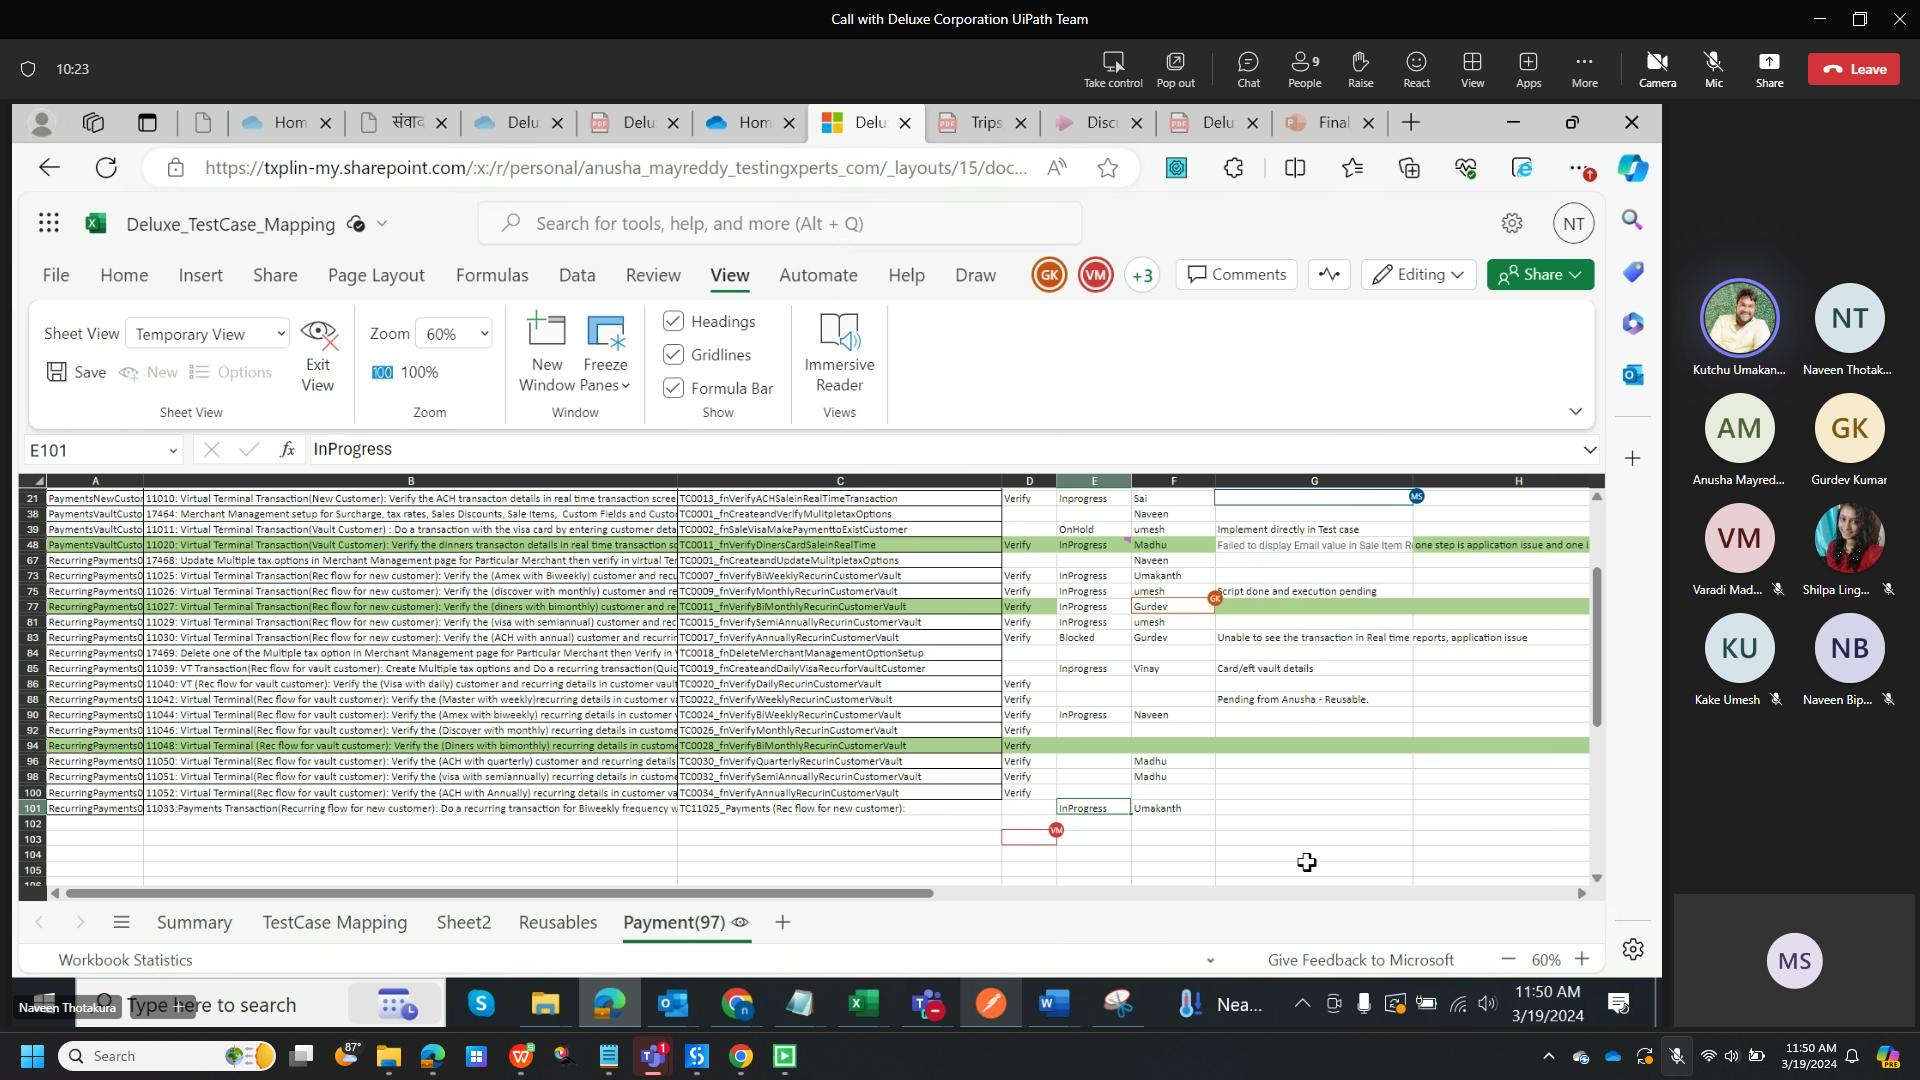 Call with Deluxe Corporation UiPath Team
10:23
Take control
Pop out
Chat
9
People
Raise
React
View
Apps
More
Camera
Mic
Share
Leave
Hom
संवाद
Delu
Delu
Hom
Delu
Trips
Discu
Delu
Final
https://txplin-my.sharepoint.com/:x:/r/personal/anusha_mayreddy_testingxperts_com/_layouts/15/doc...
Deluxe_TestCase_Mapping
Search for tools, help, and more (Alt + Q)
NT
File Home Insert Share Page Layout Formulas Data Review View Automate Help Draw
GK VM +3
Comments
Editing
Share
Sheet View Temporary View
Save New Options
Exit View
Sheet View
Zoom 60%
100 100%
Zoom
New Window
Freeze Panes
Window
Headings
Gridlines
Formula Bar
Show
Immersive Reader
Views
E101
fx
InProgress
A B C D E F G H
21 PaymentsNewCustor 11010: Virtual Terminal Transaction(New Customer): Verify the ACH transacton details in real time transaction scree TC0013_fnVerifyACHSaleinRealTimeTransaction Verify Inprogress Sai
MS
38 PaymentsVaultCusto 17464: Merchant Management setup for Surcharge, tax rates, Sales Discounts, Sale Items, Custom Fields and Custo TC0001_fnCreateandVerifyMulitpletaxOptions Naveen
39 PaymentsVaultCusto 11011: Virtual Terminal Transaction(Vault Customer) : Do a transaction with the visa card by entering customer deta TC0002_fnSaleVisaMakePaymenttoExistCustomer OnHold umesh Implement directly in Test case
48 PaymentsVaultCusto 11020: Virtual Terminal Transaction(Vault Customer): Verify the dinners transacton details in real time transaction sc TC0011_fnVerifyDinersCardSaleinRealTime Verify InProgress Madhu Failed to display Email value in Sale Item R one step is application issue and one i
67 RecurringPayments0 17468: Update Multiple tax options in Merchant Management page for Particular Merchant then verify in virtual Ter TC0001_fnCreateandUpdateMulitpletaxOptions Naveen
73 RecurringPayments0 11025: Virtual Terminal Transaction(Rec flow for new customer): Verify the (Amex with Biweekly) customer and recu TC0007_fnVerifyBiWeeklyRecurinCustomerVault Verify InProgress Umakanth
75 RecurringPayments0 11026: Virtual Terminal Transaction(Rec flow for new customer): Verify the (discover with monthly) customer and re TC0009_fnVerifyMonthlyRecurinCustomerVault Verify InProgress umesh Script done and execution pending
GK
77 RecurringPayments0 11027: Virtual Terminal Transaction(Rec flow for new customer): Verify the (diners with bimonthly) customer and re TC0011_fnVerifyBiMonthlyRecurinCustomerVault Verify InProgress Gurdev
81 RecurringPayments0 11029: Virtual Terminal Transaction(Rec flow for new customer): Verify the (visa with semiannual) customer and rec TC0015_fnVerifySemiAnnuallyRecurinCustomerVault Verify InProgress umesh
83 RecurringPayments0 11030: Virtual Terminal Transaction(Rec flow for new customer): Verify the (ACH with annual) customer and recurrin TC0017_fnVerifyAnnuallyRecurinCustomerVault Verify Blocked Gurdev Unable to see the transaction in Real time reports, application issue
84 RecurringPayments0 17469: Delete one of the Multiple tax option in Merchant Management page for Particular Merchant then Verify in TC0018_fnDeleteMerchantManagementOptionSetup
85 RecurringPayments0 11039: VT Transaction(Rec flow for vault customer): Create Multiple tax options and Do a recurring transaction(Quic TC0019_fnCreateandDailyVisaRecurforVaultCustomer Inprogress Vinay Card/eft vault details
86 RecurringPayments0 11040: VT (Rec flow for vault customer): Verify the (Visa with daily) customer and recurring details in customer vault TC0020_fnVerifyDailyRecurinCustomerVault Verify
88 RecurringPayments0 11042: Virtual Terminal(Rec flow for vault customer): Verify the (Master with weekly)recurring details in customer va TC0022_fnVerifyWeeklyRecurinCustomerVault Verify Pending from Anusha - Reusable.
90 RecurringPayments0 11044: Virtual Terminal(Rec flow for vault customer): Verify the (Amex with biweekly) recurring details in customer TC0024_fnVerifyBiWeeklyRecurinCustomerVault Verify InProgress Naveen
92 RecurringPayments0 11046: Virtual Terminal(Rec flow for vault customer): Verify the (Discover with monthly) recurring details in custome TC0026_fnVerifyMonthlyRecurinCustomerVault Verify
94 RecurringPayments0 11048: Virtual Terminal (Rec flow for vault customer): Verify the (Diners with bimonthly) recurring details in custome TC0028_fnVerifyBiMonthlyRecurinCustomerVault Verify
96 RecurringPayments0 11050: Virtual Terminal(Rec flow for vault customer): Verify the (ACH with quarterly) customer and recurring details TC0030_fnVerifyQuarterlyRecurinCustomerVault Verify Madhu
98 RecurringPayments0 11051: Virtual Terminal(Rec flow for vault customer): Verify the (visa with semiannually) recurring details in custome TC0032_fnVerifySemiAnnuallyRecurinCustomerVault Verify Madhu
100 RecurringPayments0 11052: Virtual Terminal(Rec flow for vault customer): Verify the (ACH with Annually) recurring details in customer va TC0034_fnVerifyAnnuallyRecurinCustomerVault Verify
101 RecurringPayments0 11033:Payments Transaction(Recurring flow for new customer): Do a recurring transaction for Biweekly frequency w TC11025_Payments (Rec flow for new customer): InProgress Umakanth
102
VM
103
104
105
Summary TestCase Mapping Sheet2 Reusables Payment(97)
Workbook Statistics
Give Feedback to Microsoft
60%
Naveen Thotakura
Type here to search
Nea...
11:50 AM
3/19/2024
Kutchu Umakan...
NT
Naveen Thotak...
AM
Anusha Mayred...
GK
Gurdev Kumar
VM
Varadi Mad...
Shilpa Ling...
KU
Kake Umesh
NB
Naveen Bip...
MS
Search
87°
1
11:50 AM
3/19/2024
PRE